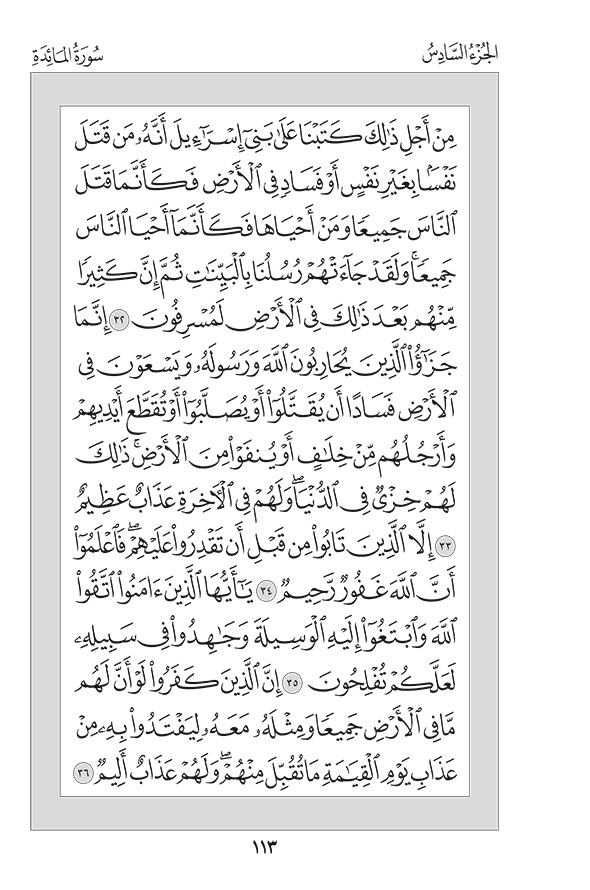 الجُزْءُ السَّادِسُ سُورَةُ المَائِدَةِ
مِنْ أَجْلِ ذَٰلِكَ كَتَبْنَا عَلَىٰ بَنِىٓ إِسْرَٰٓءِيلَ أَنَّهُۥ مَن قَتَلَ
نَفْسًۢا بِغَيْرِ نَفْسٍ أَوْ فَسَادٍ فِى ٱلْأَرْضِ فَكَأَنَّمَا قَتَلَ
ٱلنَّاسَ جَمِيعًا وَمَنْ أَحْيَاهَا فَكَأَنَّمَآ أَحْيَا ٱلنَّاسَ
جَمِيعًا ۚ وَلَقَدْ جَآءَتْهُمْ رُسُلُنَا بِٱلْبَيِّنَٰتِ ثُمَّ إِنَّ كَثِيرًا
مِّنْهُم بَعْدَ ذَٰلِكَ فِى ٱلْأَرْضِ لَمُسْرِفُونَ ٣٢ إِنَّمَا
جَزَٰٓؤُا۟ ٱلَّذِينَ يُحَارِبُونَ ٱللَّهَ وَرَسُولَهُۥ وَيَسْعَوْنَ فِى
ٱلْأَرْضِ فَسَادًا أَن يُقَتَّلُوٓا۟ أَوْ يُصَلَّبُوٓا۟ أَوْ تُقَطَّعَ أَيْدِيهِمْ
وَأَرْجُلُهُم مِّنْ خِلَٰفٍ أَوْ يُنفَوْا۟ مِنَ ٱلْأَرْضِ ۚ ذَٰلِكَ
لَهُمْ خِزْىٌ فِى ٱلدُّنْيَا ۖ وَلَهُمْ فِى ٱلْءَاخِرَةِ عَذَابٌ عَظِيمٌ
٣٣ إِلَّا ٱلَّذِينَ تَابُوا۟ مِن قَبْلِ أَن تَقْدِرُوا۟ عَلَيْهِمْ ۖ فَٱعْلَمُوٓا۟
أَنَّ ٱللَّهَ غَفُورٌ رَّحِيمٌ ٣٤ يَٰٓأَيُّهَا ٱلَّذِينَ ءَامَنُوا۟ ٱتَّقُوا۟
ٱللَّهَ وَٱبْتَغُوٓا۟ إِلَيْهِ ٱلْوَسِيلَةَ وَجَٰهِدُوا۟ فِى سَبِيلِهِۦ
لَعَلَّكُمْ تُفْلِحُونَ ٣٥ إِنَّ ٱلَّذِينَ كَفَرُوا۟ لَوْ أَنَّ لَهُم
مَّا فِى ٱلْأَرْضِ جَمِيعًا وَمِثْلَهُۥ مَعَهُۥ لِيَفْتَدُوا۟ بِهِۦ مِنْ
عَذَابِ يَوْمِ ٱلْقِيَٰمَةِ مَا تُقُبِّلَ مِنْهُمْ ۖ وَلَهُمْ عَذَابٌ أَلِيمٌ ٣٦
١١٣